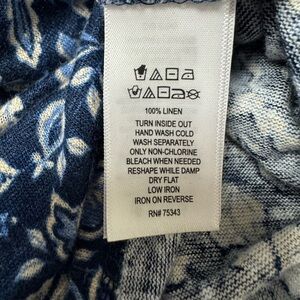 100% LINEN
TURN INSIDE OUT
HAND WASH COLD
WASH SEPARATELY
ONLY NON-CHLORINE
BLEACH WHEN NEEDED
RESHAPE WHILE DAMP
DRY FLAT
LOW IRON
IRON ON REVERSE
RN# 75343